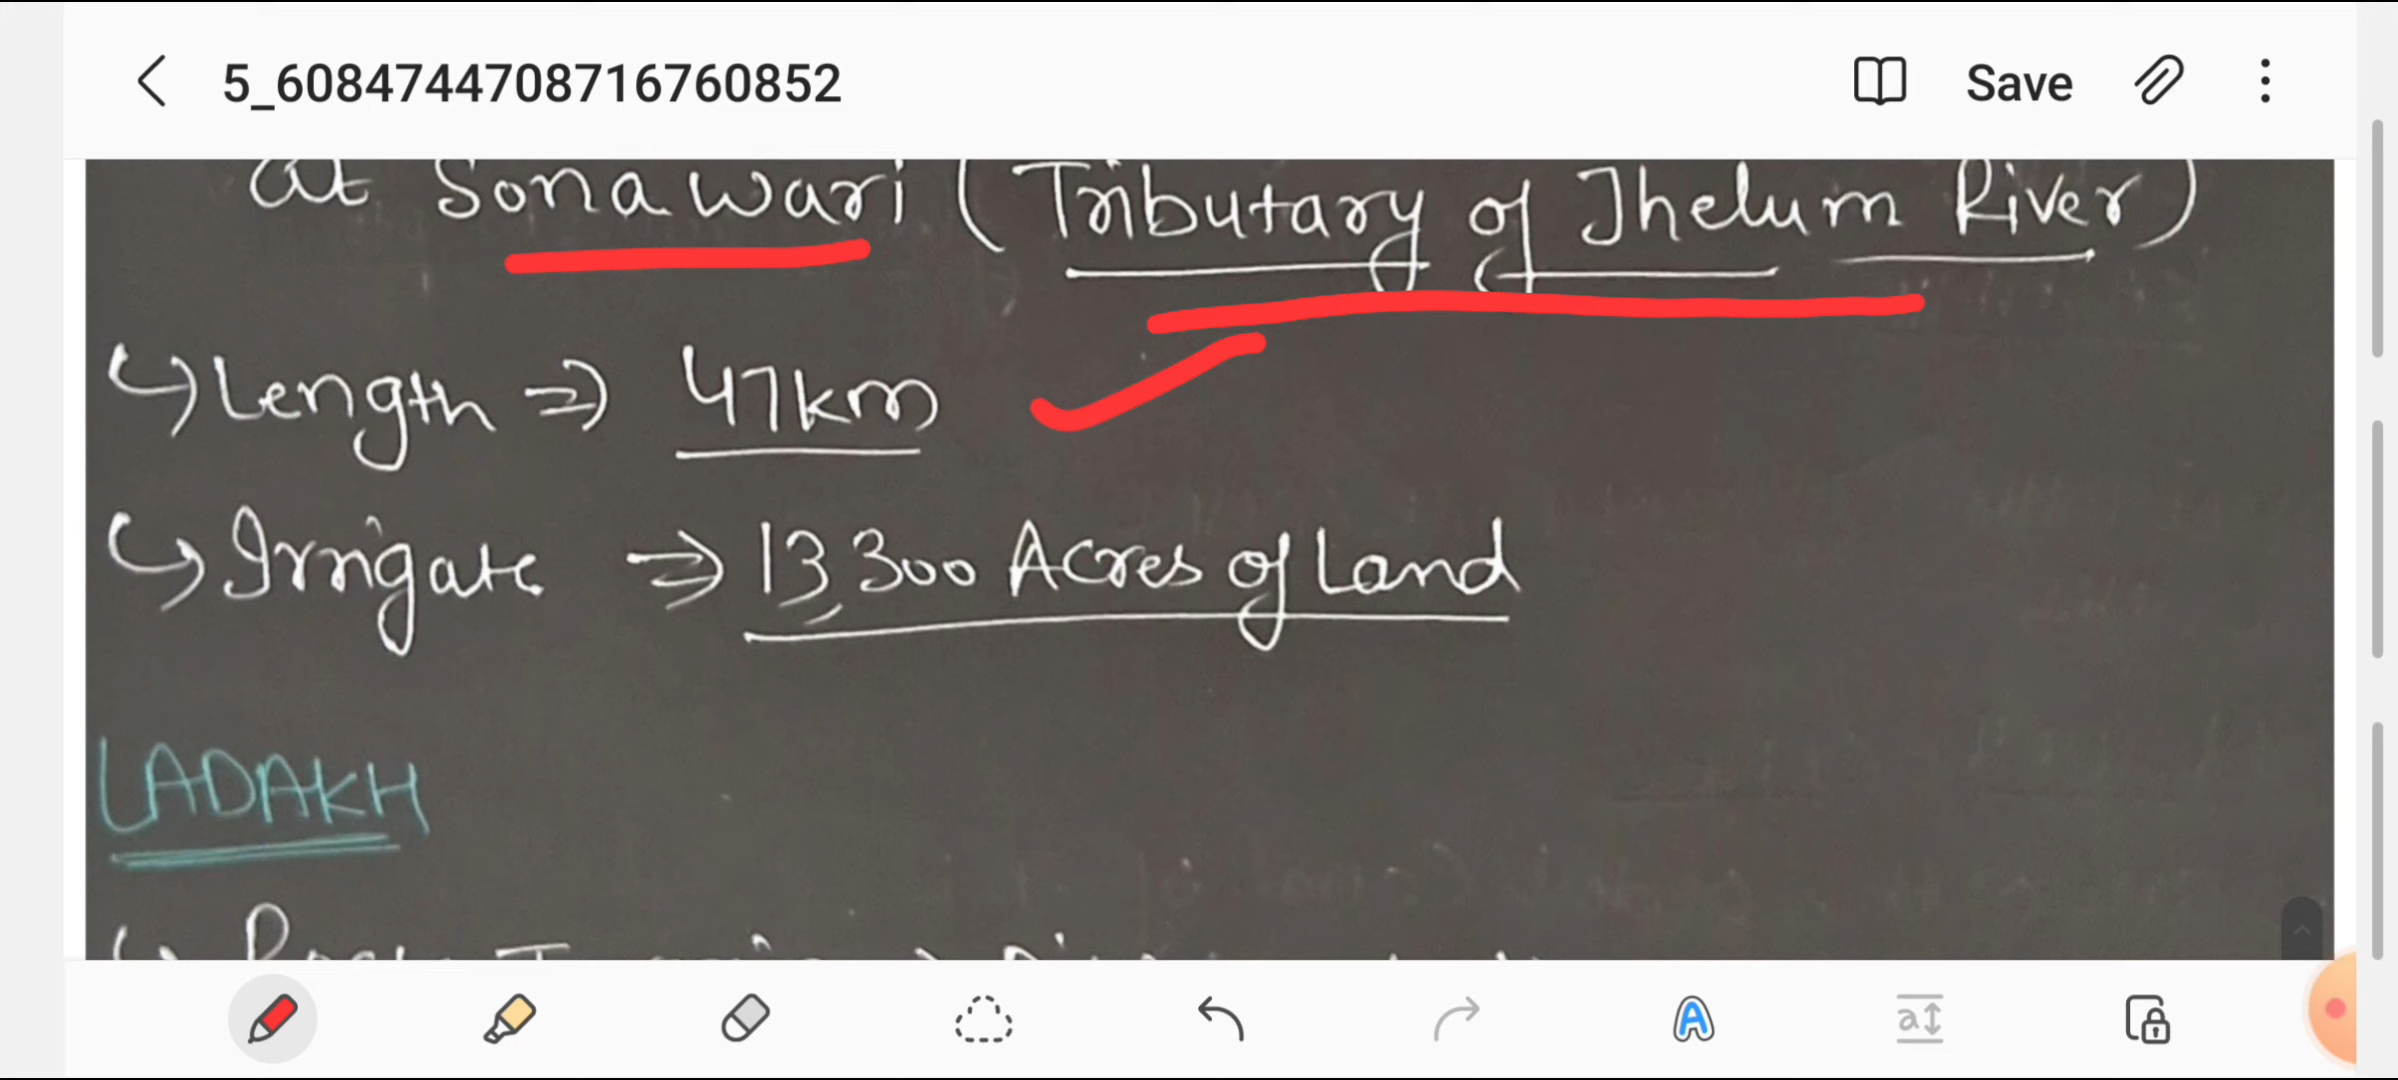 5_6084744708716760852
Save
at Sonawari (Tributary of Jhelum River)
↳ Length ⇒ 47km
↳ Irrigate ⇒ 13,300 Acres of Land
LADAKH